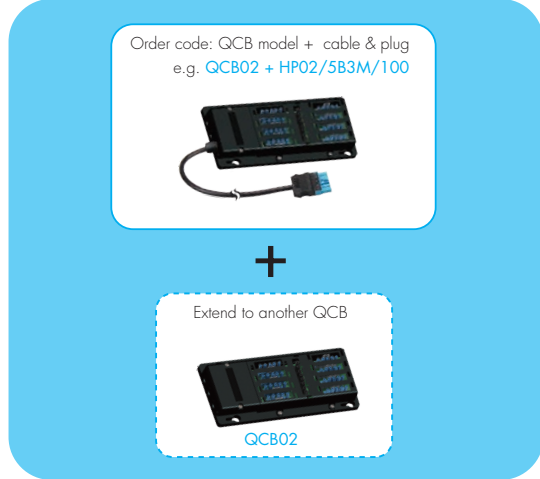 Order code: QCB model + cable & plug
e.g. QCB02 + HP02/5B3M/100
+
Extend to another QCB
QCB02